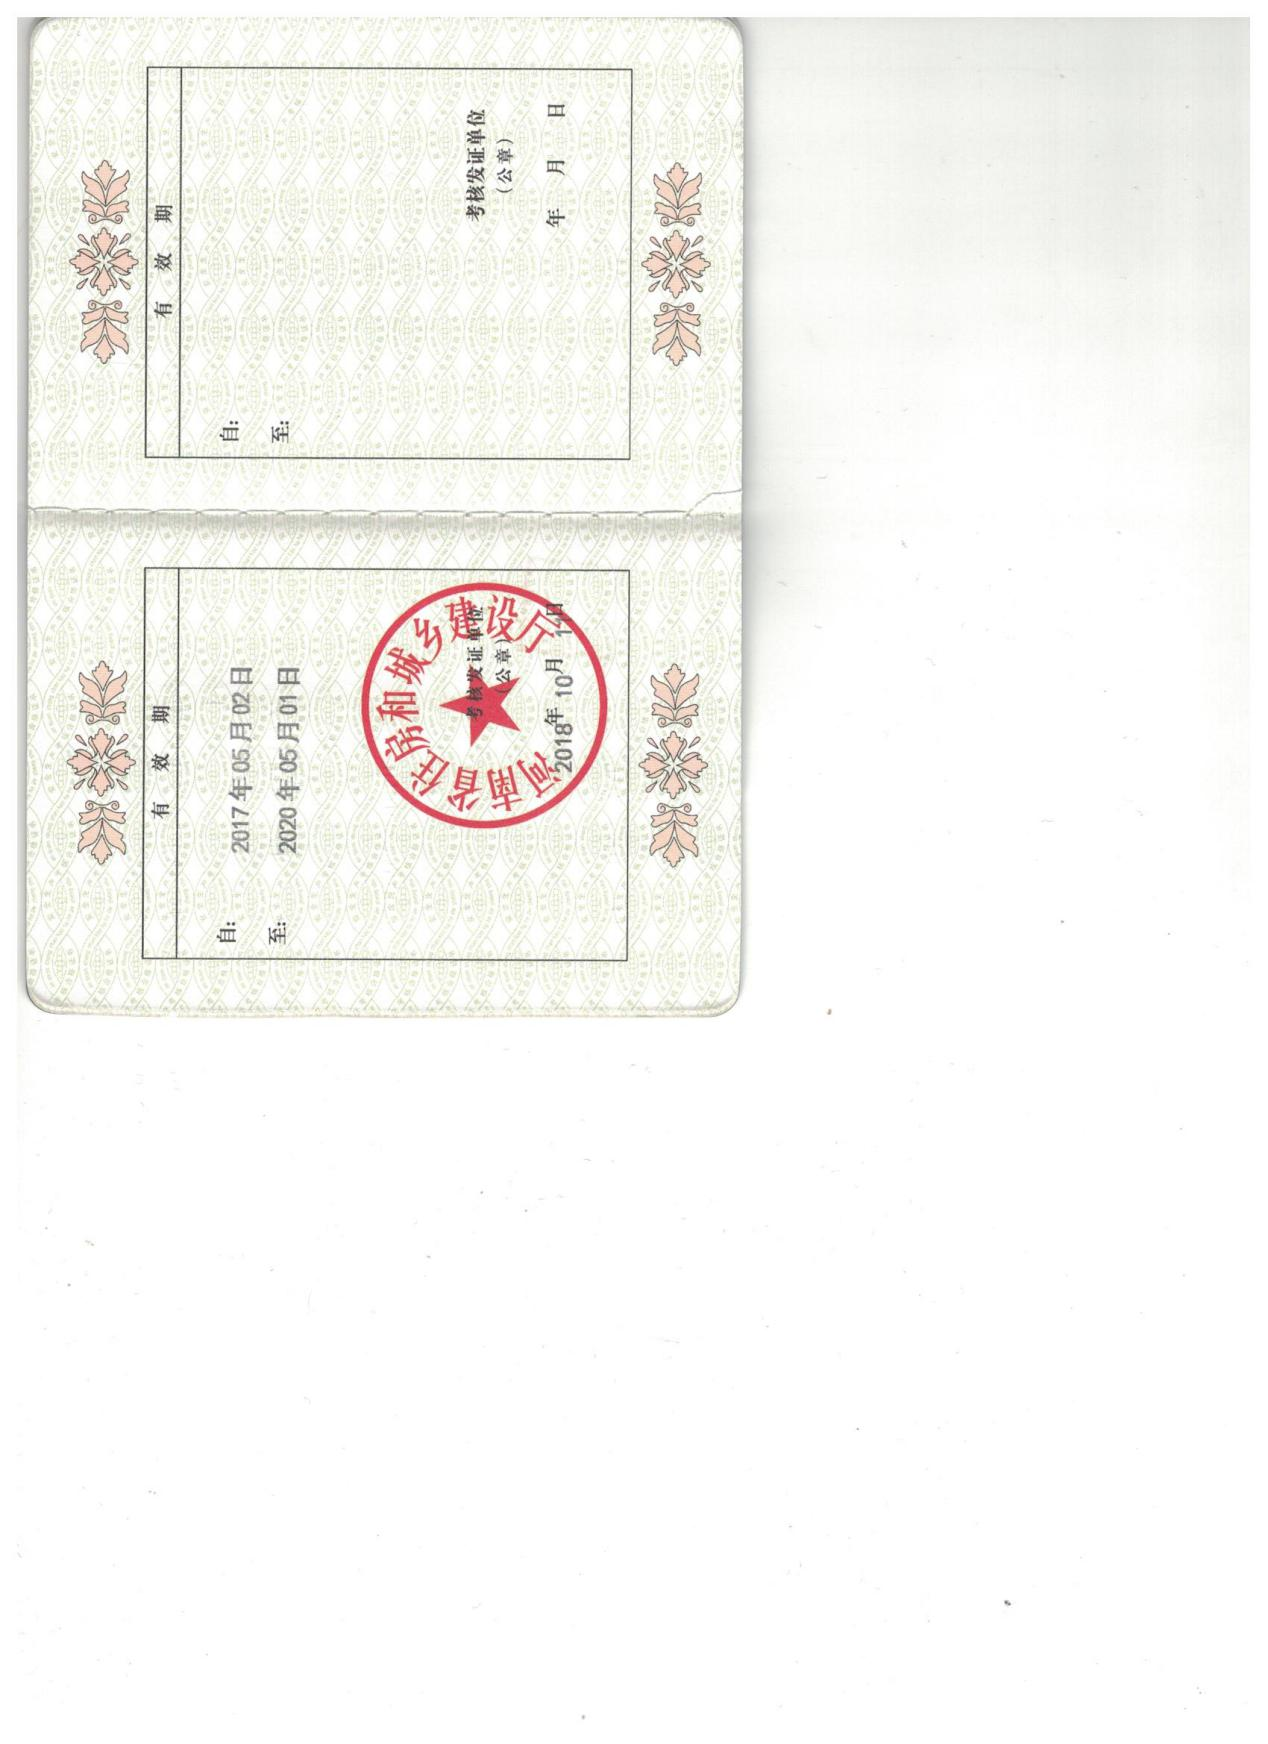 有 效 期
自: 2017年05月02日
至: 2020年05月01日
河南省住房和城乡建设厅
考核发证单位
(公章)
2018年10月11日
有 效 期
自:
至:
考核发证单位
(公章)
年 月 日